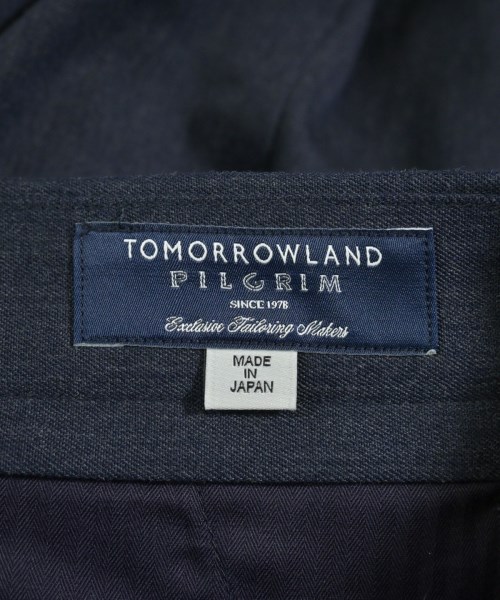 TOMORROWLAND
PILGRIM
SINCE 1978
Exclusive Tailoring Makers
MADE
IN
JAPAN